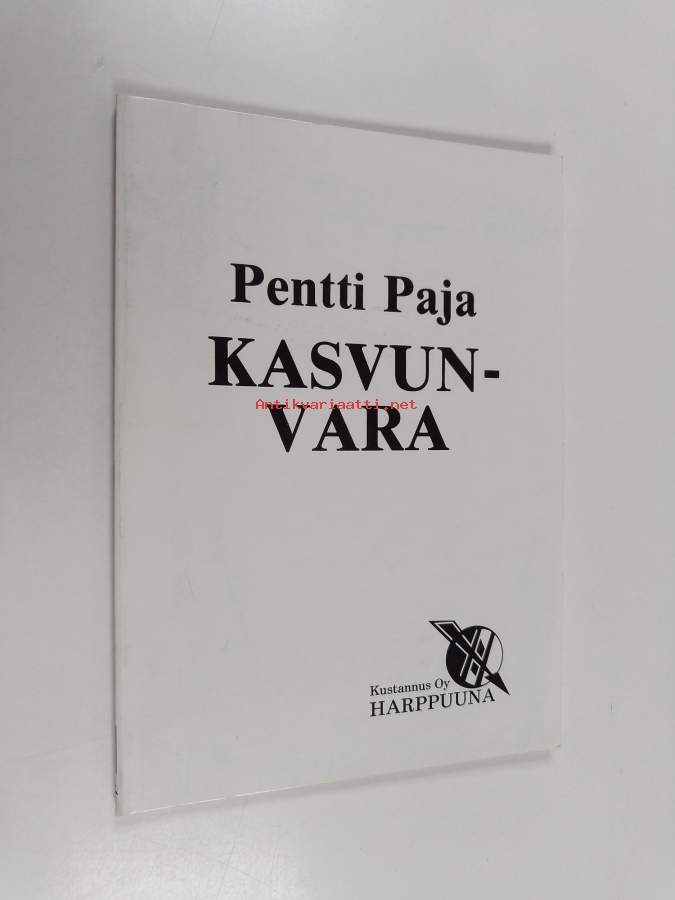 Pentti Paja
KASVUN-
Antikvariaatti.net
VARA
Kustannus Oy
HARPPUUNA